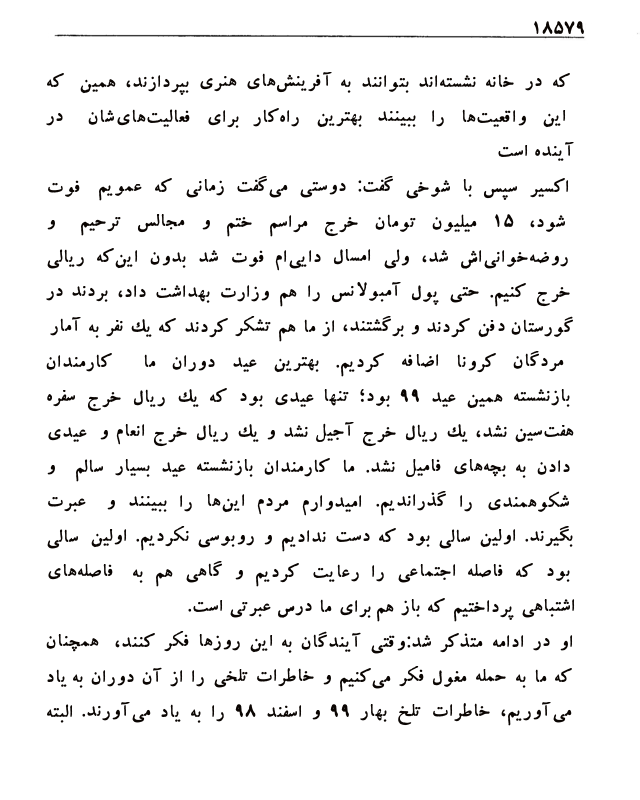 ۱۸۵۷۹
که در خانه نشسته‌اند بتوانند به آفرینش‌های هنری بپردازند، همین که
این واقعیت‌ها را ببینند بهترین راه‌کار برای فعالیت‌های‌شان در
آینده است
اکسیر سپس با شوخی گفت: دوستی می‌گفت زمانی که عمویم فوت
شود، ۱۵ میلیون تومان خرج مراسم ختم و مجالس ترحیم و
روضه‌خوانی‌اش شد، ولی امسال دایی‌ام فوت شد بدون این‌که ریالی
خرج کنیم. حتی پول آمبولانس را هم وزارت بهداشت داد، بردند در
گورستان دفن کردند و برگشتند، از ما هم تشکر کردند که یك نفر به آمار
مردگان کرونا اضافه کردیم. بهترین عید دوران ما کارمندان
بازنشسته همین عید ۹۹ بود؛ تنها عیدی بود که یك ریال خرج سفره
هفت‌سین نشد، یك ریال خرج آجیل نشد و یك ریال خرج انعام و عیدی
دادن به بچه‌های فامیل نشد. ما کارمندان بازنشسته عید بسیار سالم و
شکوهمندی را گذراندیم. امیدوارم مردم این‌ها را ببینند و عبرت
بگیرند. اولین سالی بود که دست ندادیم و روبوسی نکردیم. اولین سالی
بود که فاصله اجتماعی را رعایت کردیم و گاهی هم به فاصله‌های
اشتباهی پرداختیم که باز هم برای ما درس عبرتی است.
او در ادامه متذکر شد:وقتی آیندگان به این روزها فکر کنند، همچنان
که ما به حمله مغول فکر می‌کنیم و خاطرات تلخی را از آن دوران به یاد
می‌آوریم، خاطرات تلخ بهار ۹۹ و اسفند ۹۸ را به یاد می‌آورند. البته